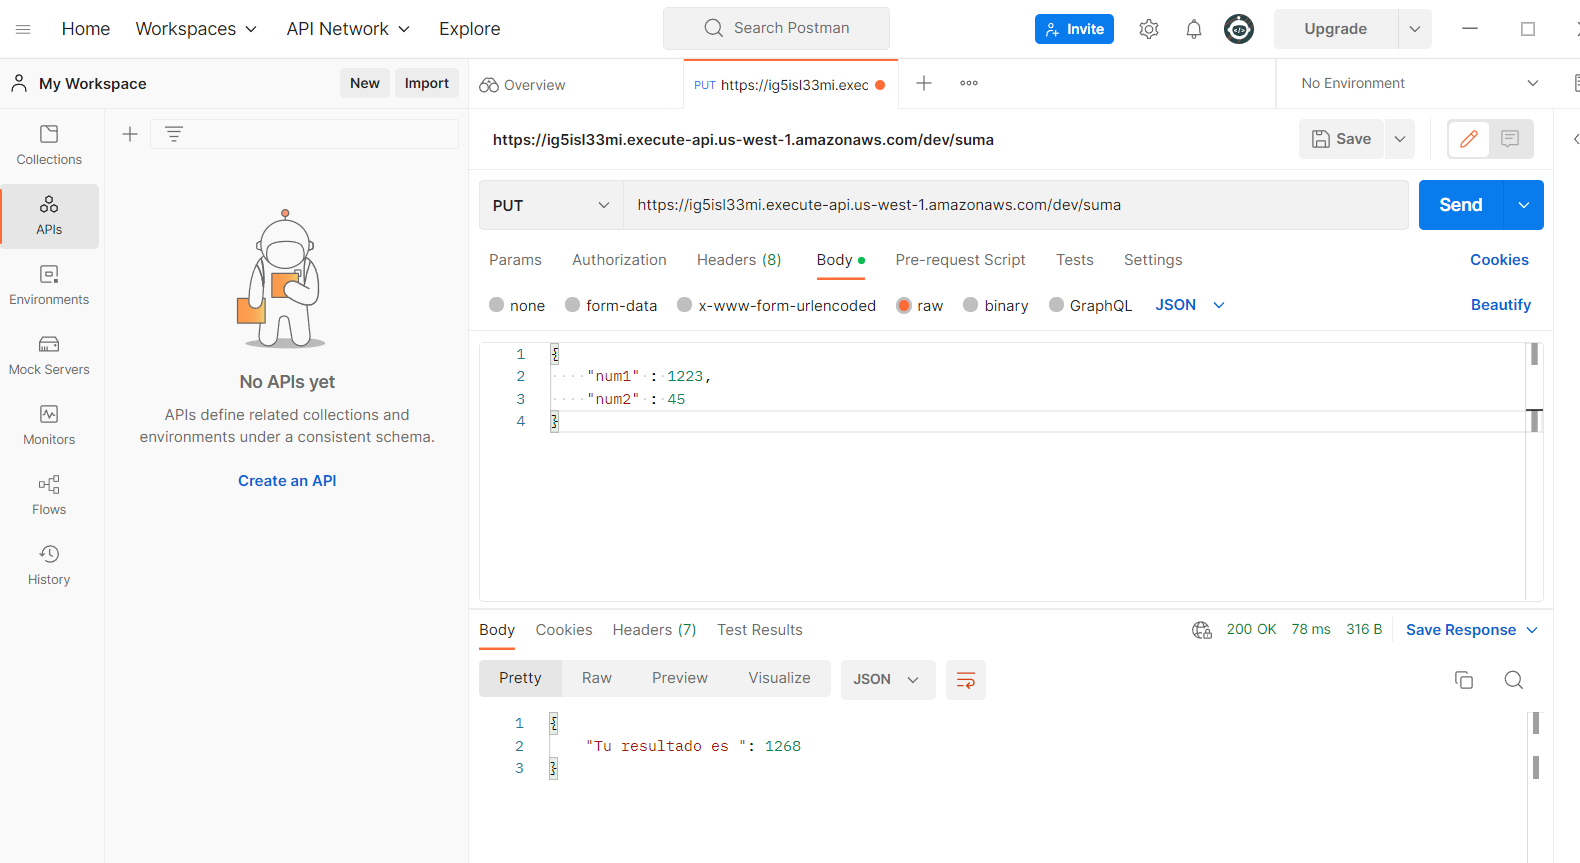 Home Workspaces API Network Explore Search Postman Invite Upgrade
My Workspace New Import Overview PUT https://ig5isl33mi.exec No Environment
Collections
APIs
Environments
Mock Servers
Monitors
Flows
History
No APIs yet
APIs define related collections and
environments under a consistent schema.
Create an API
https://ig5isl33mi.execute-api.us-west-1.amazonaws.com/dev/suma Save
PUT https://ig5isl33mi.execute-api.us-west-1.amazonaws.com/dev/suma Send
Params Authorization Headers (8) Body Pre-request Script Tests Settings Cookies
none form-data x-www-form-urlencoded raw binary GraphQL JSON Beautify
1 {
2 "num1" : 1223,
3 "num2" : 45
4 }
Body Cookies Headers (7) Test Results 200 OK 78 ms 316 B Save Response
Pretty Raw Preview Visualize JSON
1 {
2 "Tu resultado es ": 1268
3 }